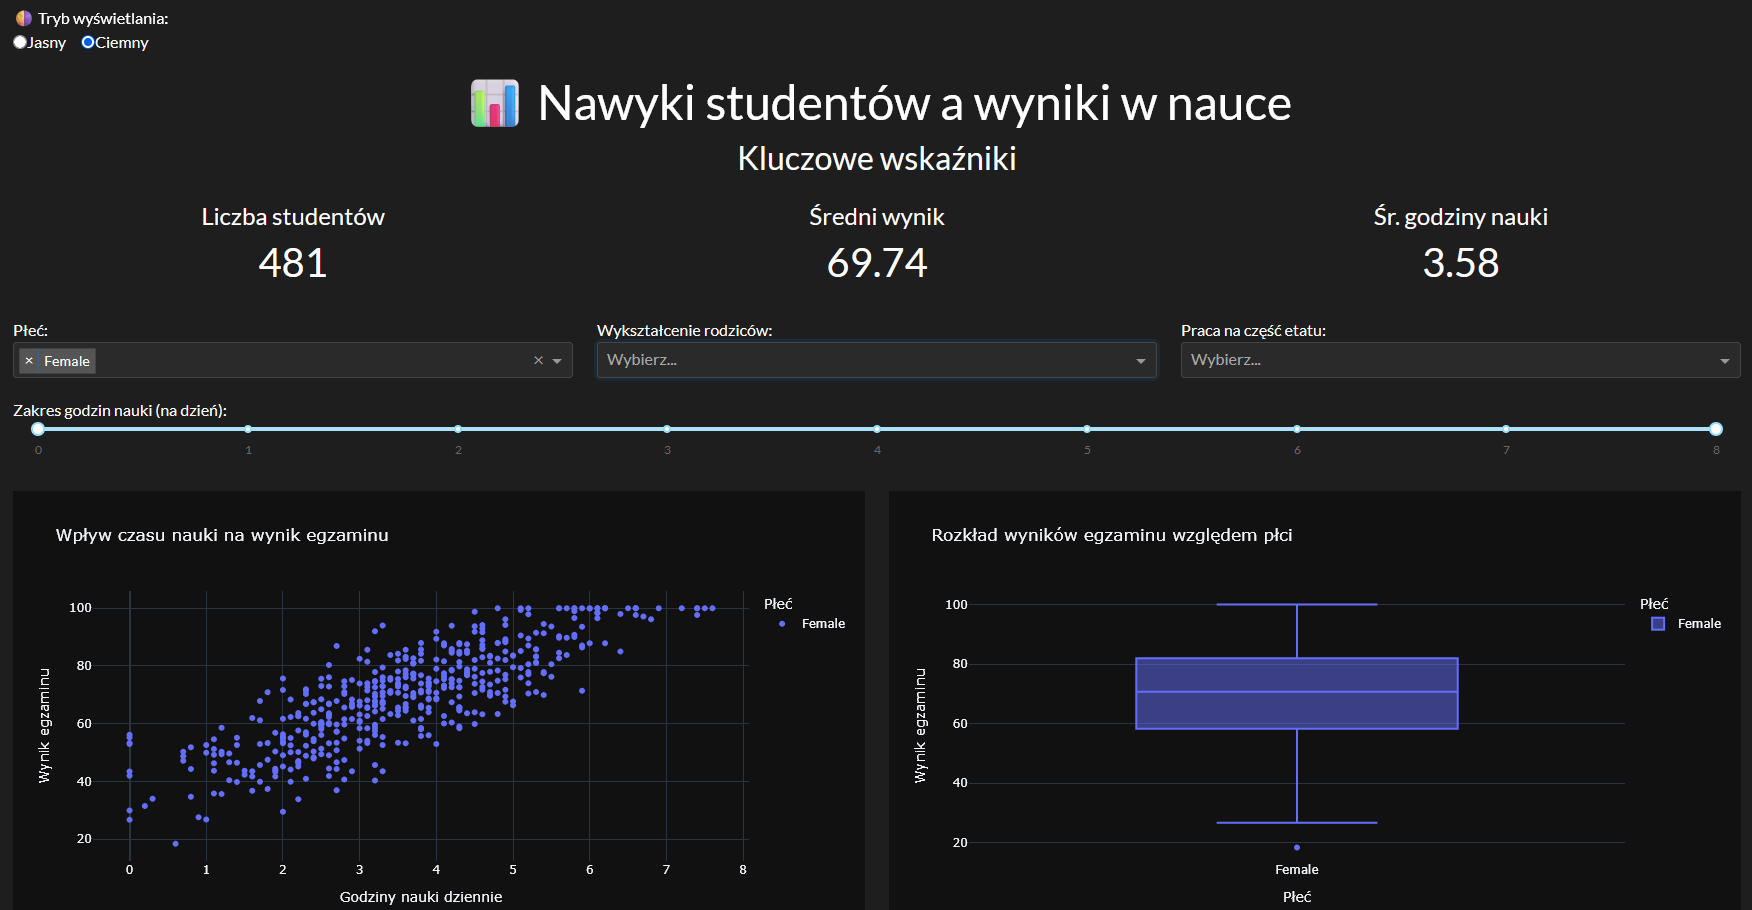 Tryb wyświetlania:
Jasny Ciemny
Nawyki studentów a wyniki w nauce
Kluczowe wskaźniki
Liczba studentów
481
Średni wynik
69.74
Śr. godziny nauki
3.58
Płeć:
× Female ×
Wykształcenie rodziców:
Wybierz...
Praca na część etatu:
Wybierz...
Zakres godzin nauki (na dzień):
0 1 2 3 4 5 6 7 8
Wpływ czasu nauki na wynik egzaminu
Płeć
Female
Wynik egzaminu
100
80
60
40
20
0 1 2 3 4 5 6 7 8
Godziny nauki dziennie
Rozkład wyników egzaminu względem płci
Płeć
Female
Wynik egzaminu
100
80
60
40
20
Female
Płeć